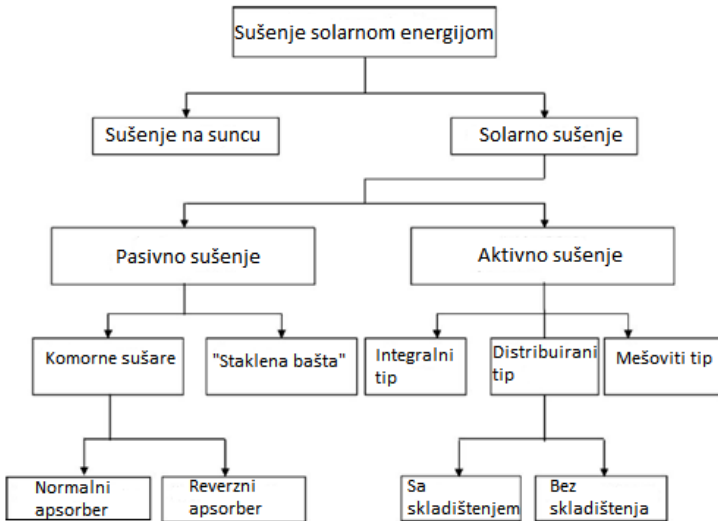 Sušenje solarnom energijom
Sušenje na suncu
Solarno sušenje
Pasivno sušenje
Aktivno sušenje
Komorne sušare
"Staklena bašta"
Integralni
tip
Distribuirani
tip
Mešoviti tip
Normalni
apsorber
Reverzni
apsorber
Sa
skladištenjem
Bez
skladištenja